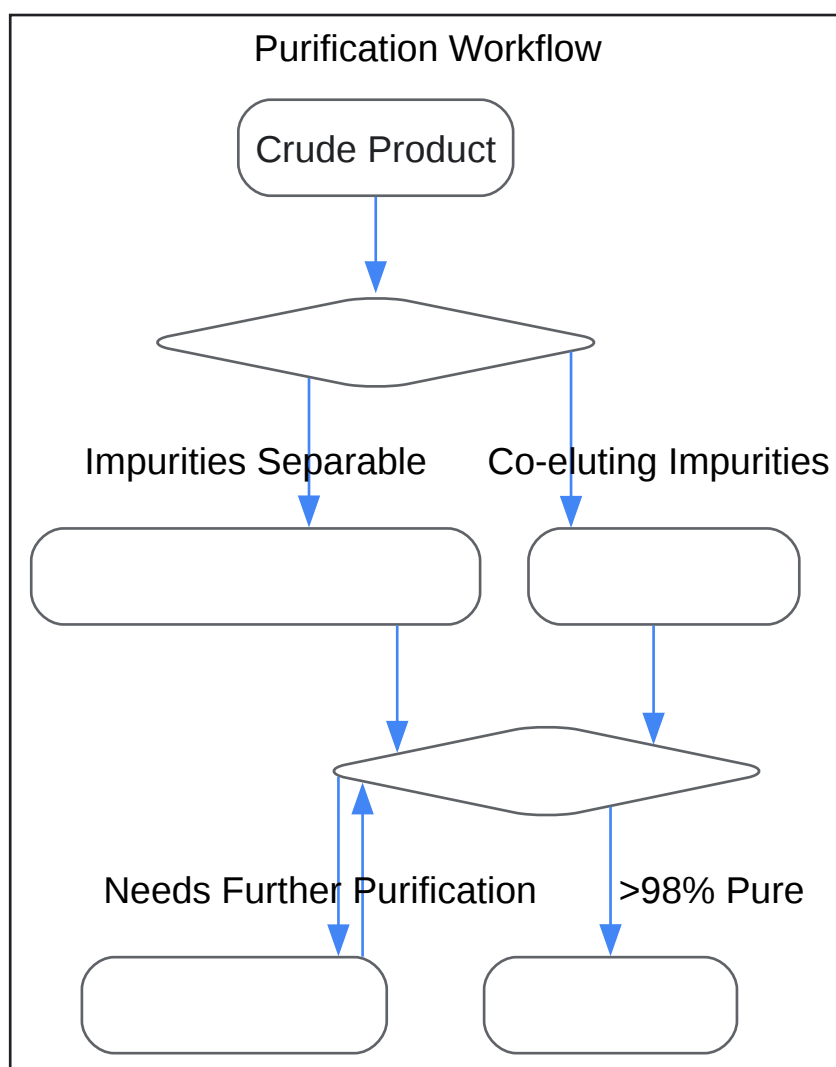 Purification Workflow
Crude Product
Impurities Separable
Co-eluting Impurities
Needs Further Purification
>98% Pure